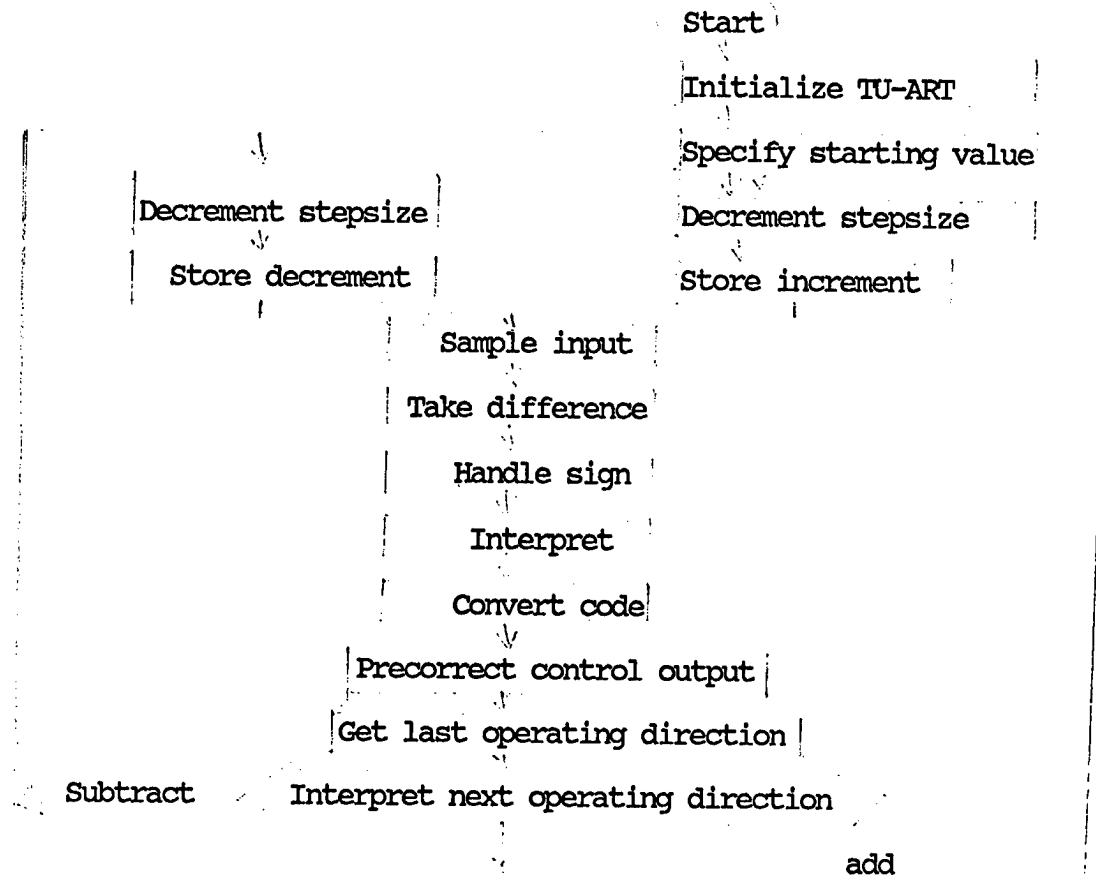 Start
Initialize TU-ART
Specify starting value
Decrement stepsize
Decrement stepsize
Store decrement
Store increment
Sample input
Take difference
Handle sign
Interpret
Convert code
Precorrect control output
Get last operating direction
Subtract
Interpret next operating direction
add